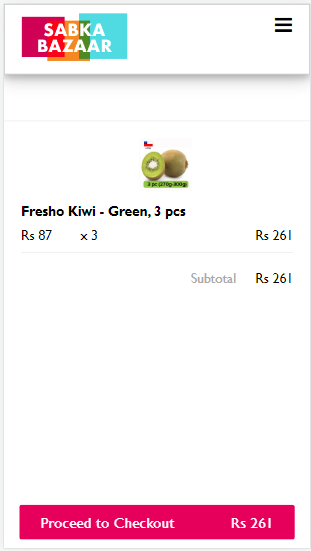 SABKA
BAZAAR
3 pc (270g-300g)
Fresho Kiwi - Green, 3 pcs
Rs 87 x 3 Rs 261
Subtotal Rs 261
Proceed to Checkout Rs 261